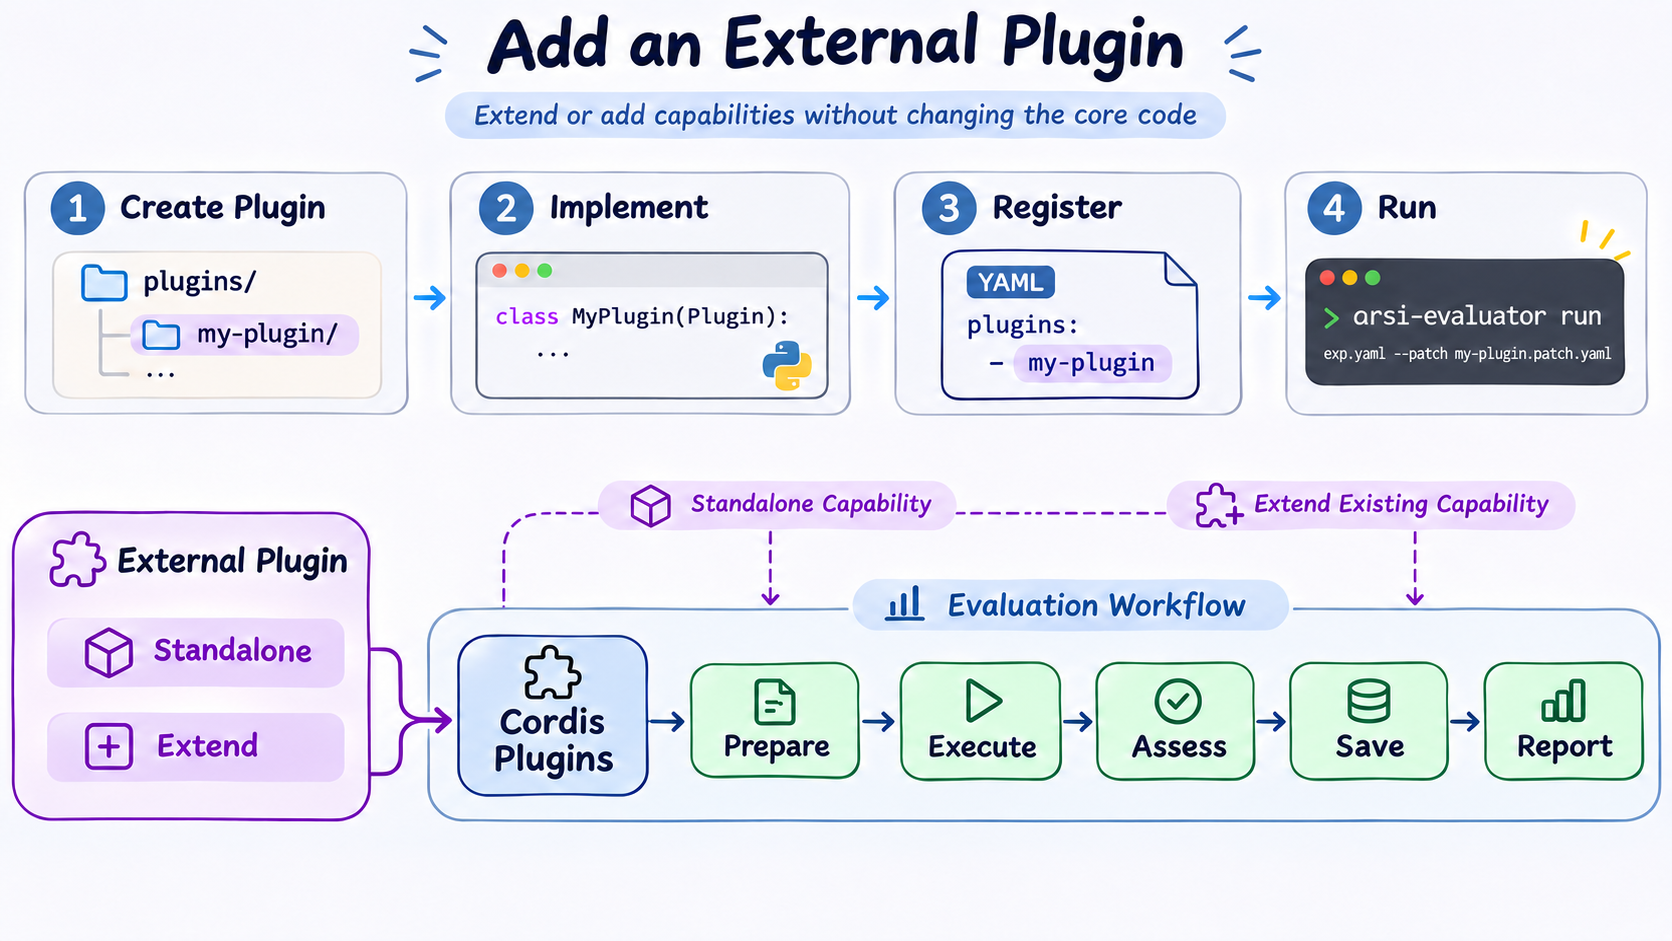 Add an External Plugin
Extend or add capabilities without changing the core code
1 Create Plugin
plugins/
my-plugin/
...
2 Implement
class MyPlugin(Plugin):
...
3 Register
YAML
plugins:
- my-plugin
4 Run
> arsi-evaluator run
exp.yaml --patch my-plugin.patch.yaml
Standalone Capability
Extend Existing Capability
External Plugin
Standalone
Extend
Evaluation Workflow
Cordis
Plugins
Prepare
Execute
Assess
Save
Report